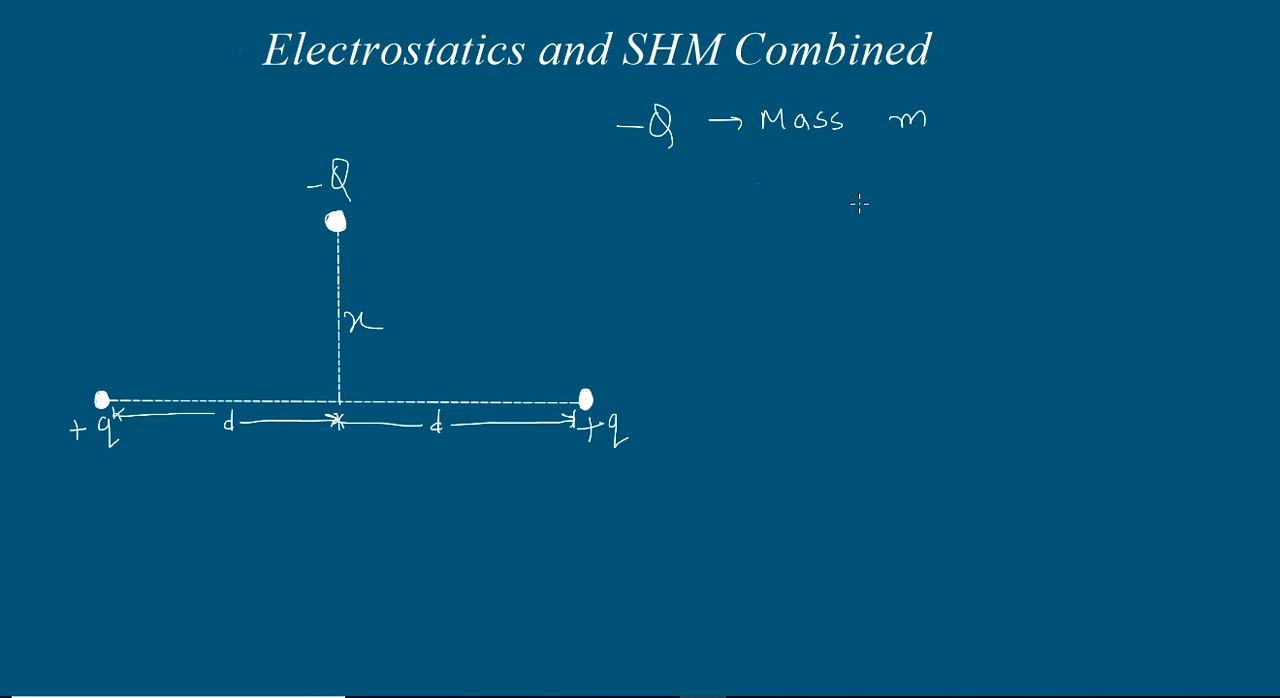 Electrostatics and SHM Combined
-Q → Mass m
-Q
x
d d
+q +q